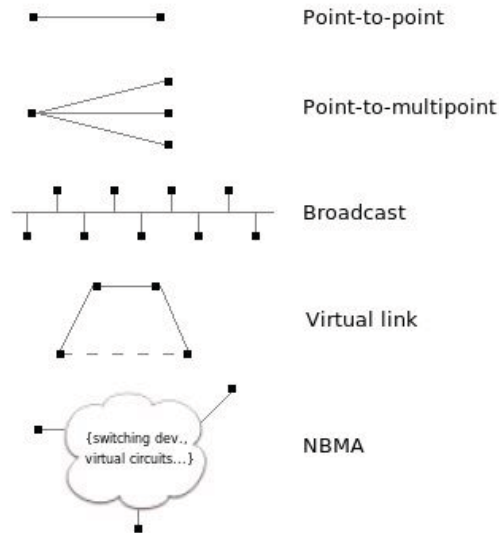 Point-to-point
Point-to-multipoint
Broadcast
Virtual link
{switching dev.,
virtual circuits...}
NBMA